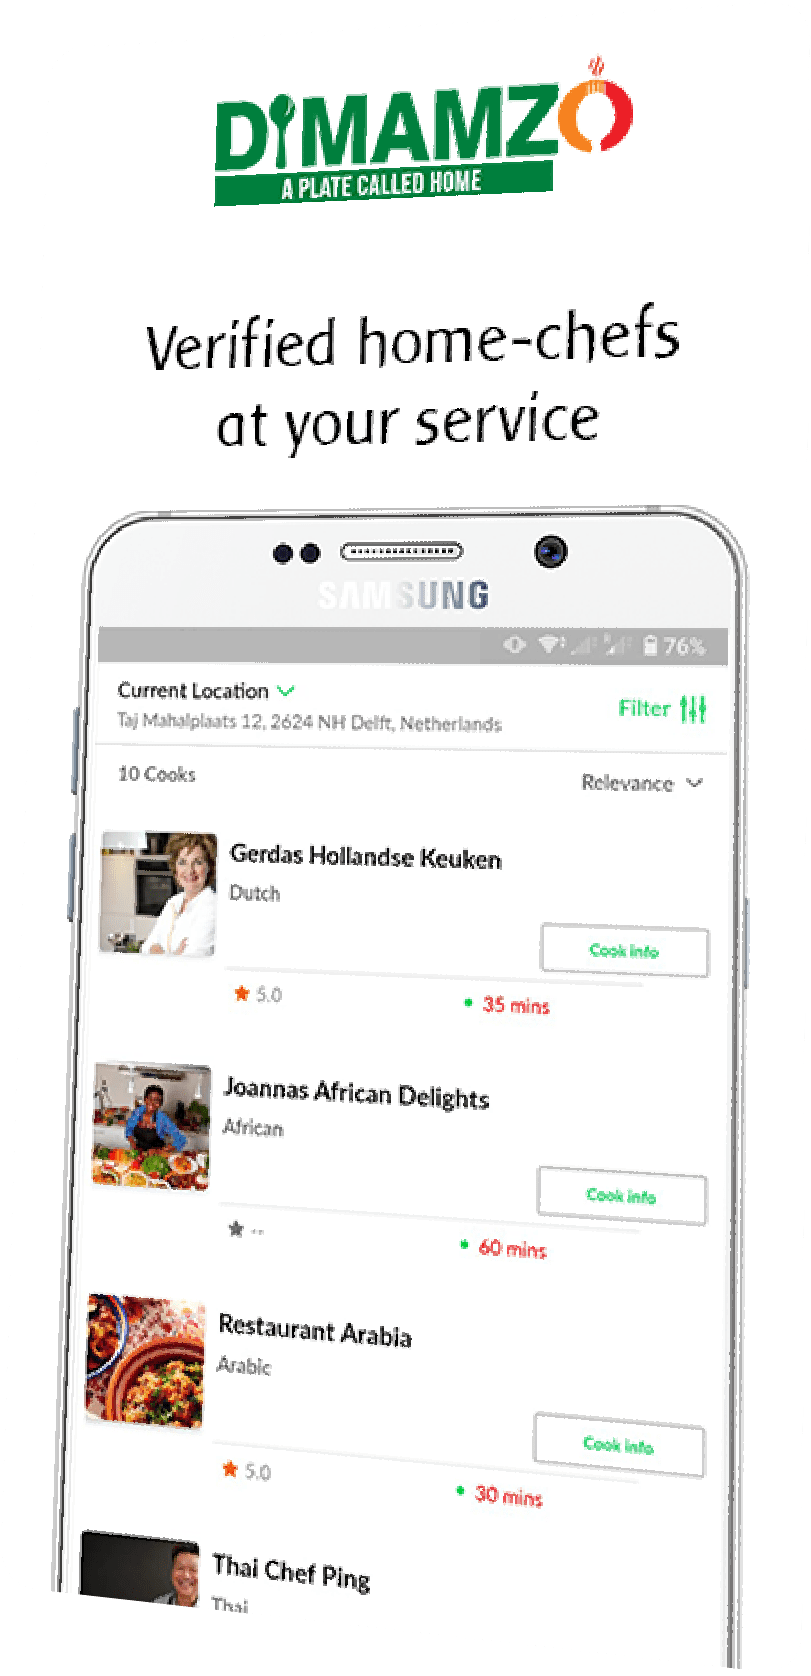 DIMAMZO
A PLATE CALLED HOME
Verified home-chefs
at your service
SAMSUNG
76%
Current Location
Filter
Taj Mahalplaats 12, 2624 NH Delft, Netherlands
10 Cooks
Relevance
Gerdas Hollandse Keuken
Dutch
Cook info
5.0
35 mins
Joannas African Delights
African
Cook info
--
60 mins
Restaurant Arabia
Arabic
Cook info
5.0
30 mins
Thai Chef Ping
Thai